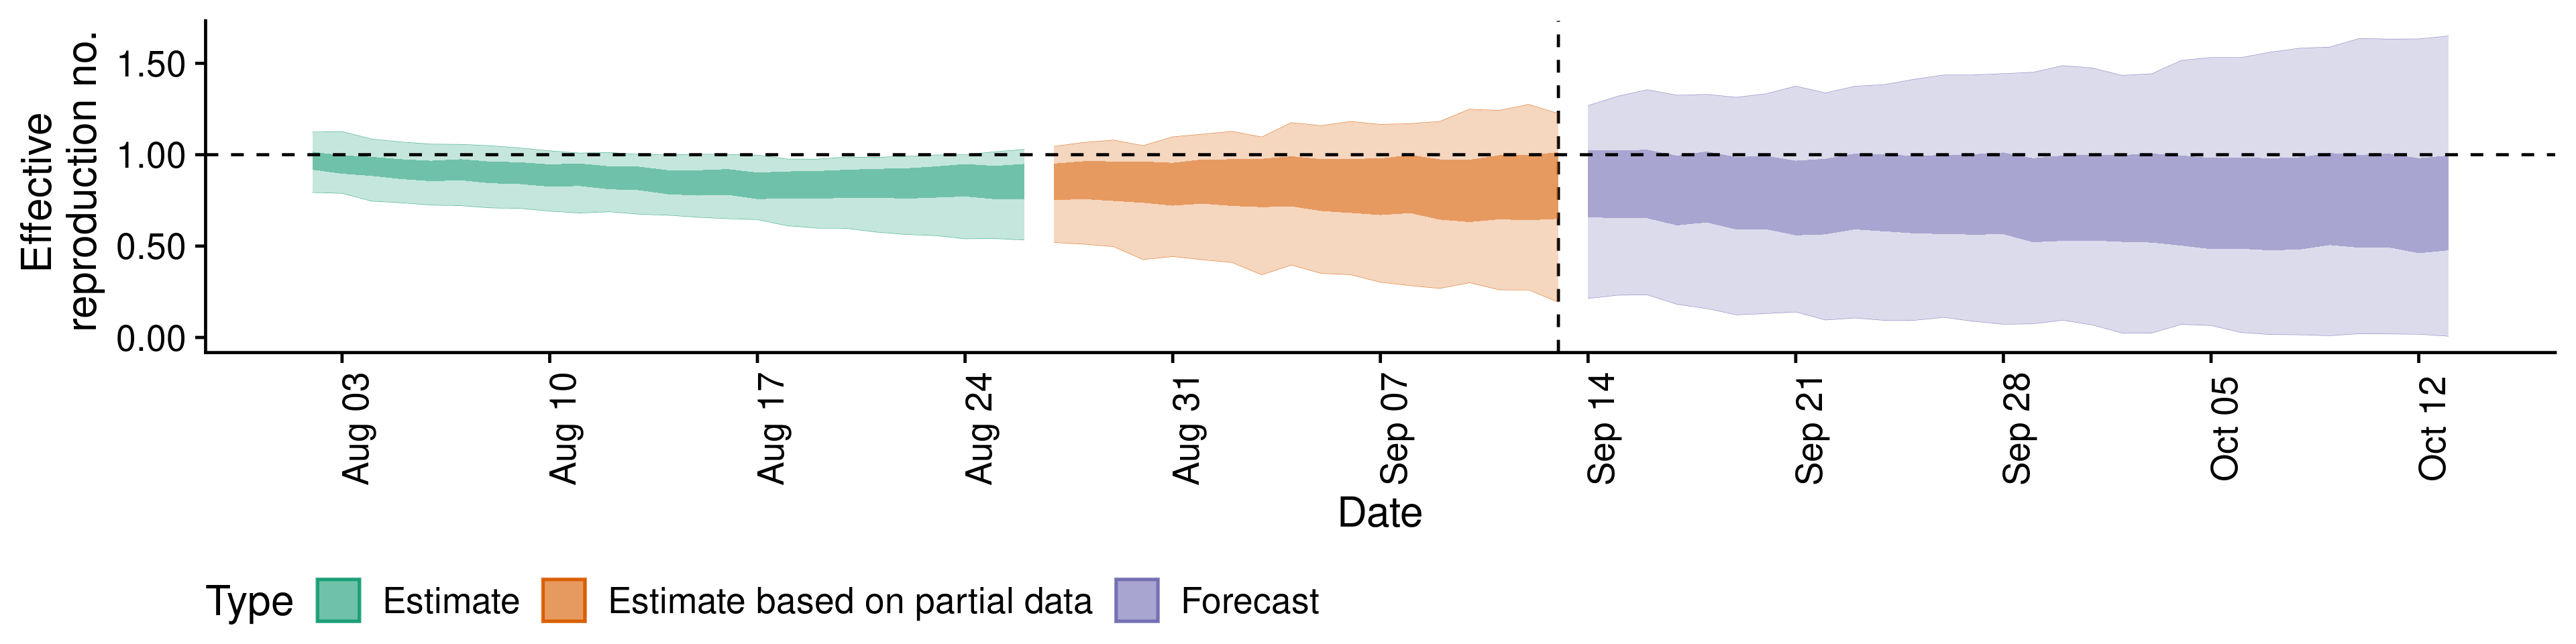 Effective
reproduction no.
1.50
1.00
0.50
0.00
Aug 03
Aug 10
Aug 17
Aug 24
Aug 31
Sep 07
Sep 14
Sep 21
Sep 28
Oct 05
Oct 12
Date
Type Estimate Estimate based on partial data Forecast